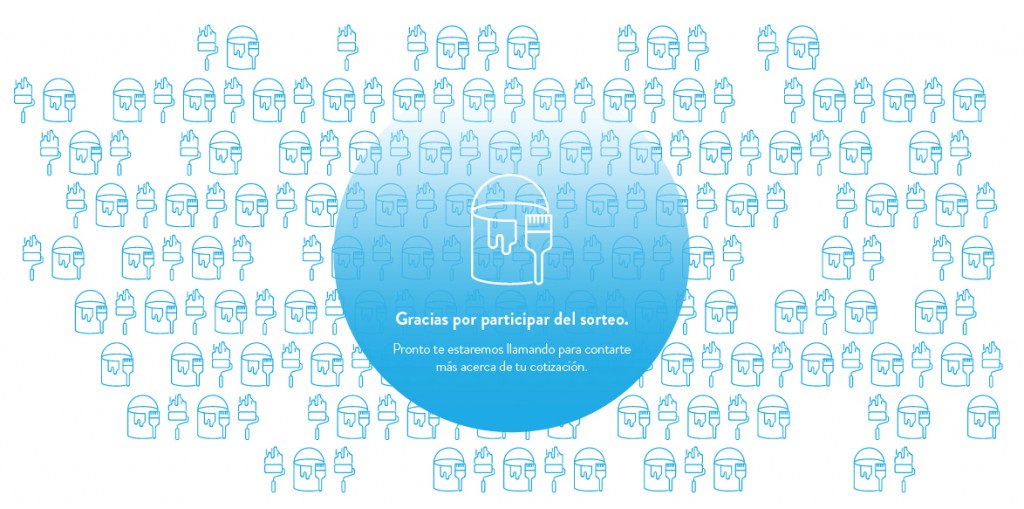 Gracias por participar del sorteo.
Pronto te estaremos llamando para contarte
más acerca de tu cotización.